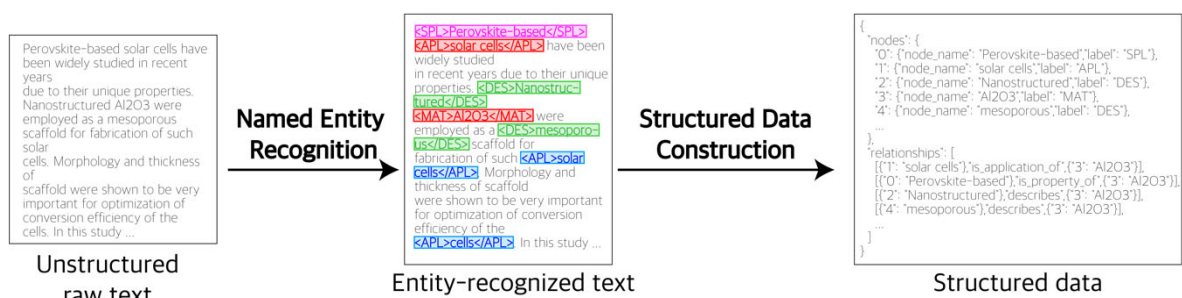 Perovskite-based solar cells have
been widely studied in recent
years
due to their unique properties.
Nanostructured Al2O3 were
employed as a mesoporous
scaffold for fabrication of such
solar
cells. Morphology and thickness
of
scaffold were shown to be very
important for optimization of
conversion efficiency of the
cells. In this study ...
Unstructured
raw text
Named Entity
Recognition
<SPL>Perovskite-based</SPL>
<APL>solar cells</APL> have been
widely studied
in recent years due to their unique
properties. <DES>Nanostruc-
tured</DES>
<MAT>Al2O3</MAT> were
employed as a <DES>mesoporo-
us</DES> scaffold for
fabrication of such <APL>solar
cells</APL>. Morphology and
thickness of scaffold
were shown to be very important
for optimization of conversion
efficiency of the
<APL>cells</APL>. In this study ...
Entity-recognized text
Structured Data
Construction
{
"nodes": {
"0": {"node_name": "Perovskite-based","label": "SPL"},
"1": {"node_name": "solar cells","label": "APL"},
"2": {"node_name": "Nanostructured","label": "DES"},
"3": {"node_name": "Al2O3","label": "MAT"},
"4": {"node_name": "mesoporous","label": "DES"},
...
},
"relationships": [
[{"1": "solar cells"},"is_application_of",{"3": "Al2O3"}],
[{"0": "Perovskite-based"},"is_property_of",{"3": "Al2O3"}],
[{"2": "Nanostructured"},"describes",{"3": "Al2O3"}],
[{"4": "mesoporous"},"describes",{"3": "Al2O3"}],
...
]
}
Structured data